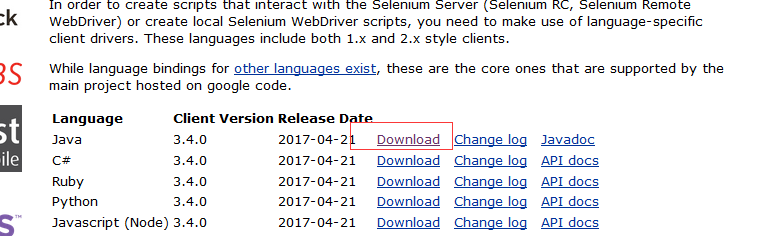 In order to create scripts that interact with the Selenium Server (Selenium RC, Selenium Remote
WebDriver) or create local Selenium WebDriver scripts, you need to make use of language-specific
client drivers. These languages include both 1.x and 2.x style clients.
While language bindings for other languages exist, these are the core ones that are supported by the
main project hosted on google code.
Language Client Version Release Date
Java 3.4.0 2017-04-21 Download Change log Javadoc
C# 3.4.0 2017-04-21 Download Change log API docs
Ruby 3.4.0 2017-04-21 Download Change log API docs
Python 3.4.0 2017-04-21 Download Change log API docs
Javascript (Node) 3.4.0 2017-04-21 Download Change log API docs